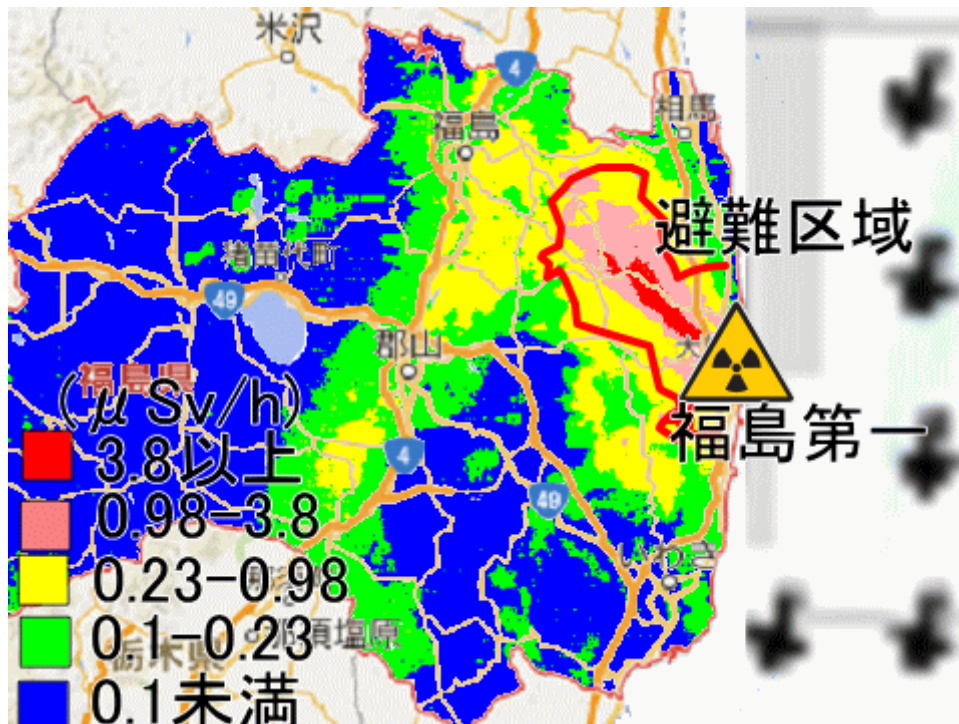 米沢
4
相馬
福島
避難区域
猪苗代町
49
郡山
大熊
福島県
福島第一
(μSv/h)
3.8以上
4
0.98-3.8
49
いわき
0.23-0.98
0.1-0.23
那須塩原
栃木県
0.1未満